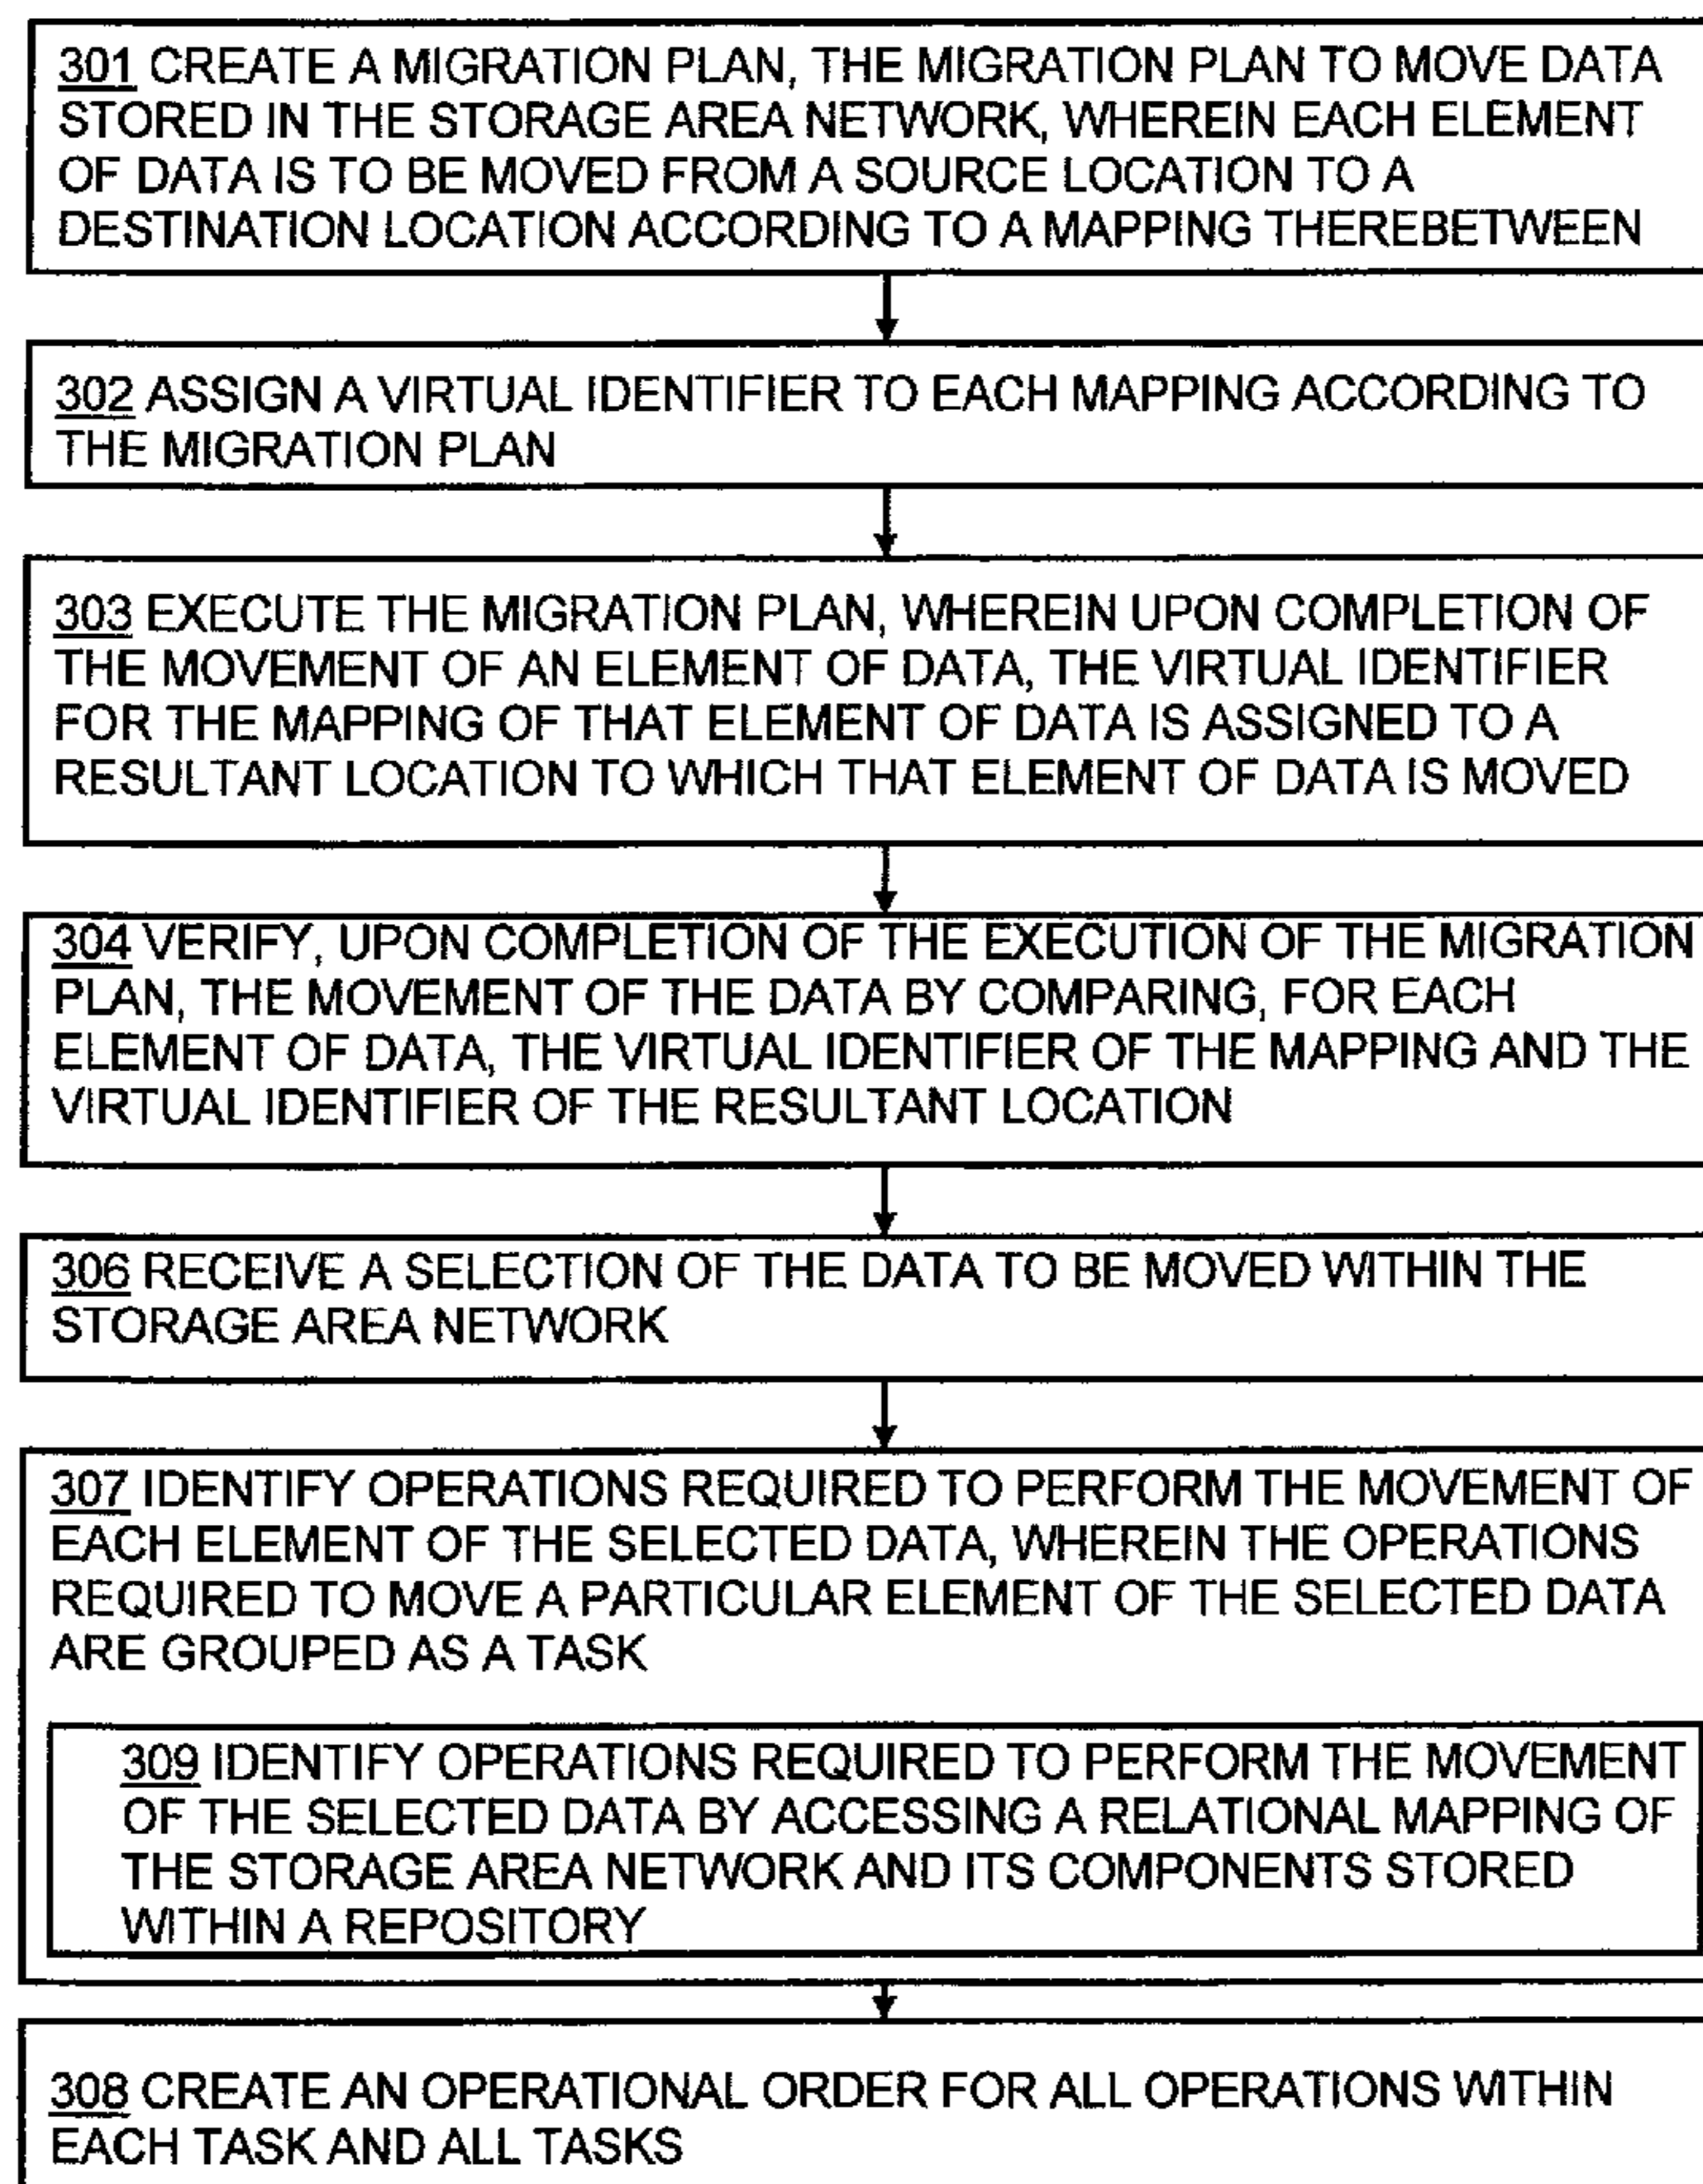 301 CREATE A MIGRATION PLAN, THE MIGRATION PLAN TO MOVE DATA
STORED IN THE STORAGE AREA NETWORK, WHEREIN EACH ELEMENT
OF DATA IS TO BE MOVED FROM A SOURCE LOCATION TO A
DESTINATION LOCATION ACCORDING TO A MAPPING THEREBETWEEN
302 ASSIGN A VIRTUAL IDENTIFIER TO EACH MAPPING ACCORDING TO
THE MIGRATION PLAN
303 EXECUTE THE MIGRATION PLAN, WHEREIN UPON COMPLETION OF
THE MOVEMENT OF AN ELEMENT OF DATA, THE VIRTUAL IDENTIFIER
FOR THE MAPPING OF THAT ELEMENT OF DATA IS ASSIGNED TO A
RESULTANT LOCATION TO WHICH THAT ELEMENT OF DATA IS MOVED
304 VERIFY, UPON COMPLETION OF THE EXECUTION OF THE MIGRATION
PLAN, THE MOVEMENT OF THE DATA BY COMPARING, FOR EACH
ELEMENT OF DATA, THE VIRTUAL IDENTIFIER OF THE MAPPING AND THE
VIRTUAL IDENTIFIER OF THE RESULTANT LOCATION
306 RECEIVE A SELECTION OF THE DATA TO BE MOVED WITHIN THE
STORAGE AREA NETWORK
307 IDENTIFY OPERATIONS REQUIRED TO PERFORM THE MOVEMENT OF
EACH ELEMENT OF THE SELECTED DATA, WHEREIN THE OPERATIONS
REQUIRED TO MOVE A PARTICULAR ELEMENT OF THE SELECTED DATA
ARE GROUPED AS A TASK
309 IDENTIFY OPERATIONS REQUIRED TO PERFORM THE MOVEMENT
OF THE SELECTED DATA BY ACCESSING A RELATIONAL MAPPING OF
THE STORAGE AREA NETWORK AND ITS COMPONENTS STORED
WITHIN A REPOSITORY
308 CREATE AN OPERATIONAL ORDER FOR ALL OPERATIONS WITHIN
EACH TASK AND ALL TASKS